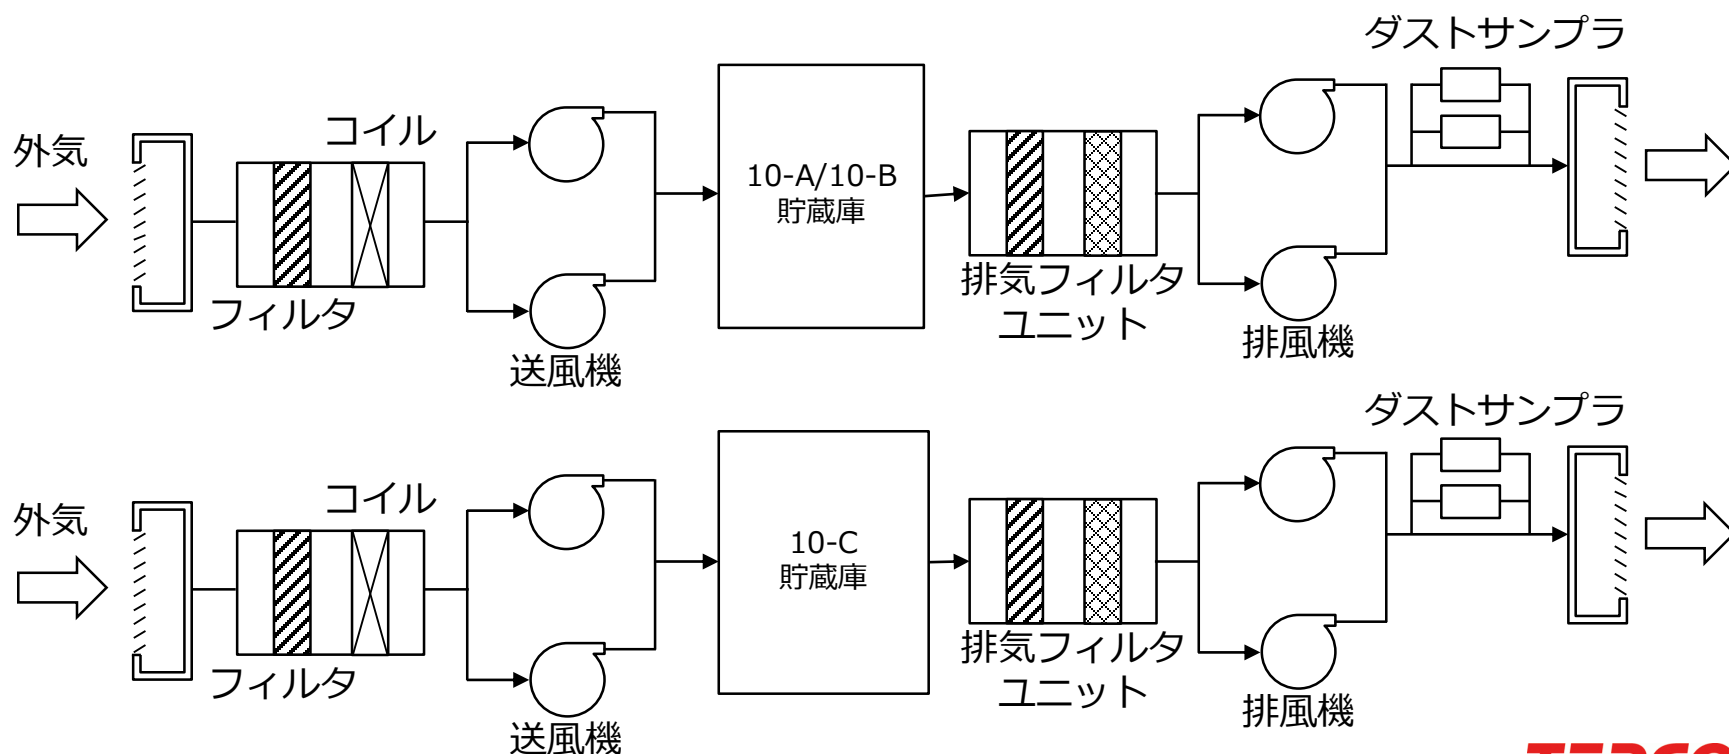 ダストサンプラ
外気
コイル
10-A/10-B
貯蔵庫
フィルタ
排気フィルタ
ユニット
送風機
排風機
ダストサンプラ
外気
コイル
10-C
貯蔵庫
フィルタ
排気フィルタ
ユニット
送風機
排風機